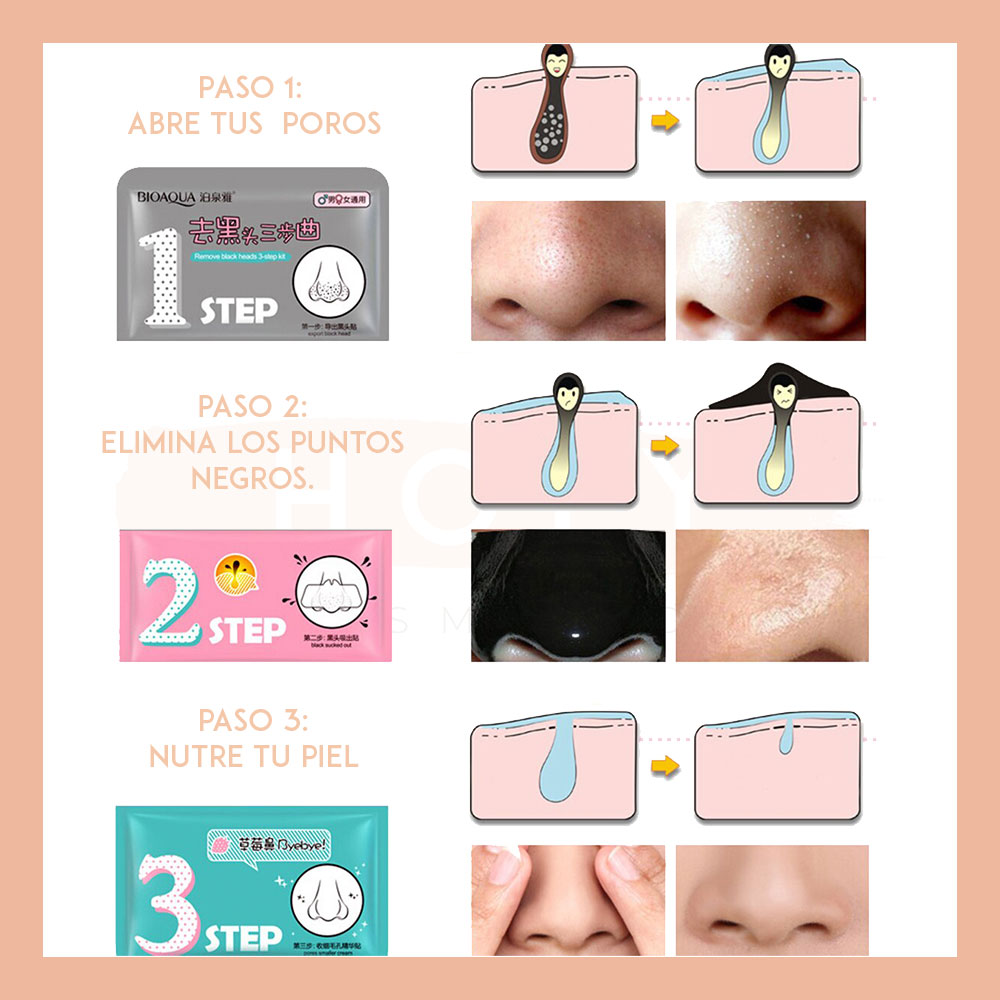 PASO 1:
ABRE TUS POROS
BIOAQUA 泊泉雅®
男女通用
去黑头三步曲
Remove black heads 3-step kit
1 STEP
第一步: 导出黑头贴
export black head
PASO 2:
ELIMINA LOS PUNTOS
NEGROS.
2 STEP
第二步: 黑头吸出贴
black sucked out
PASO 3:
NUTRE TU PIEL
草莓鼻 Byebye!
3 STEP
第三步: 收缩毛孔精华贴
pores smaller cream